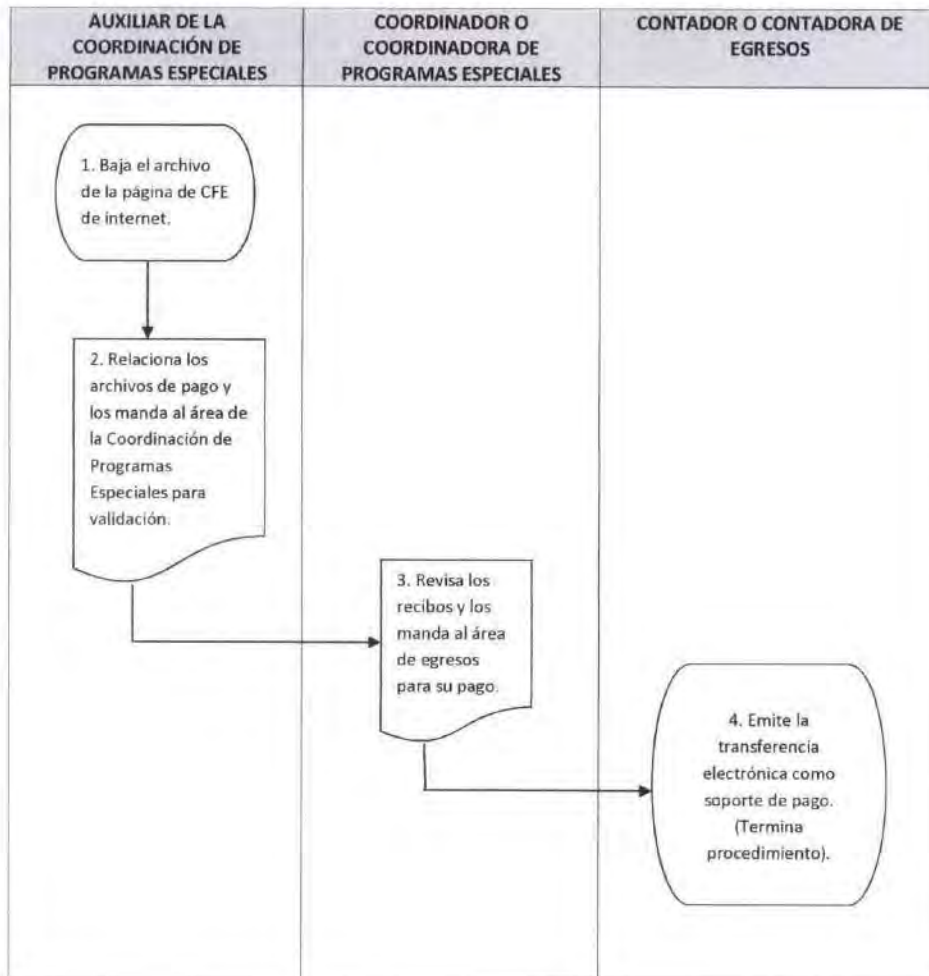 AUXILIAR DE LA
COORDINACIÓN DE
PROGRAMAS ESPECIALES
COORDINADOR O
COORDINADORA DE
PROGRAMAS ESPECIALES
CONTADOR O CONTADORA DE
EGRESOS
1. Baja el archivo
de la página de CFE
de internet.
2. Relaciona los
archivos de pago y
los manda al área de
la Coordinación de
Programas
Especiales para
validación.
3. Revisa los
recibos y los
manda al área
de egresos
para su pago.
4. Emite la
transferencia
electrónica como
soporte de pago.
(Termina
procedimiento).